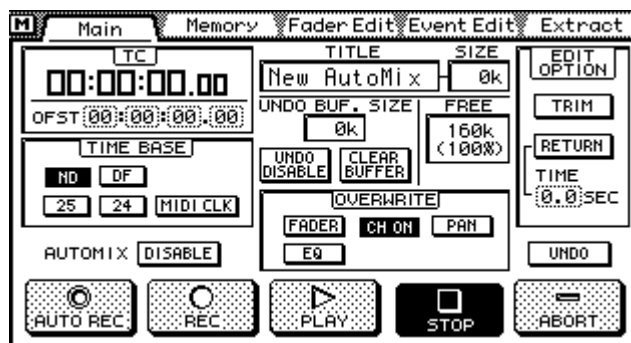 M Main Memory Fader Edit Event Edit Extract
TC
00:00:00.00
OFST 00:00:00.00
TIME BASE
ND DF
25 24 MIDI CLK
AUTOMIX DISABLE
TITLE SIZE
New AutoMix 0k
UNDO BUF. SIZE FREE
0k 160k
(100%)
UNDO DISABLE CLEAR BUFFER
OVERWRITE
FADER CH ON PAN
EQ
EDIT OPTION
TRIM
RETURN
TIME
0.0 SEC
UNDO
AUTO REC REC PLAY STOP ABORT